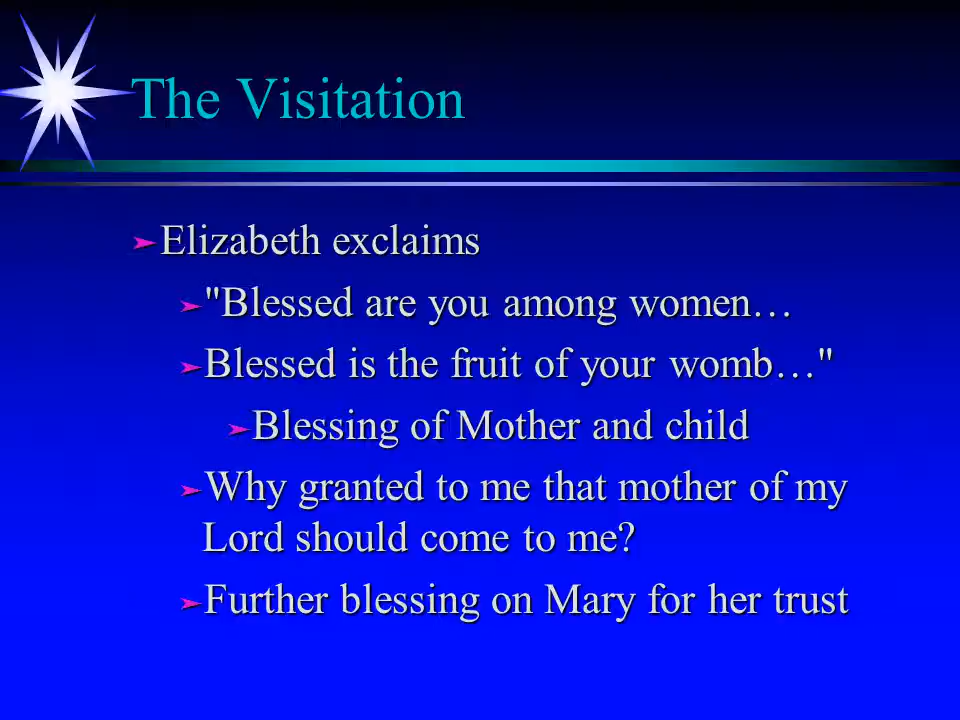 The Visitation
Elizabeth exclaims
"Blessed are you among women…
Blessed is the fruit of your womb…"
Blessing of Mother and child
Why granted to me that mother of my
Lord should come to me?
Further blessing on Mary for her trust